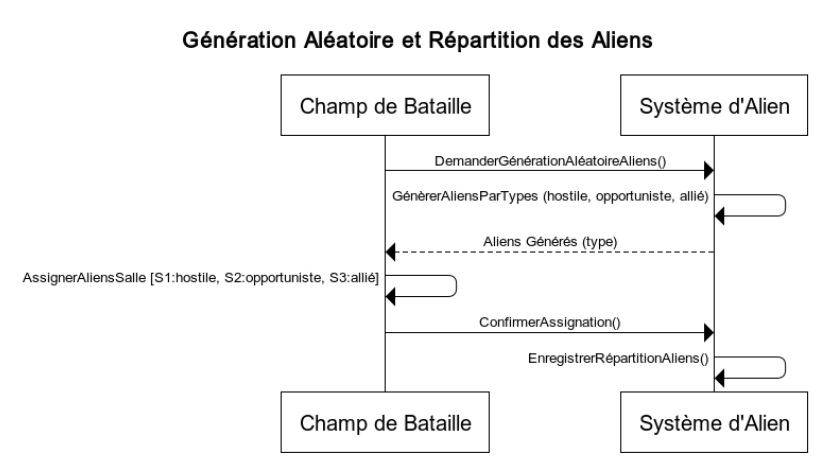 Génération Aléatoire et Répartition des Aliens
Champ de Bataille
Système d'Alien
DemanderGénérationAléatoireAliens()
GénèrerAliensParTypes (hostile, opportuniste, allié)
Aliens Générés (type)
AssignerAliensSalle [S1:hostile, S2:opportuniste, S3:allié]
ConfirmerAssignation()
EnregistrerRépartitionAliens()
Champ de Bataille
Système d'Alien